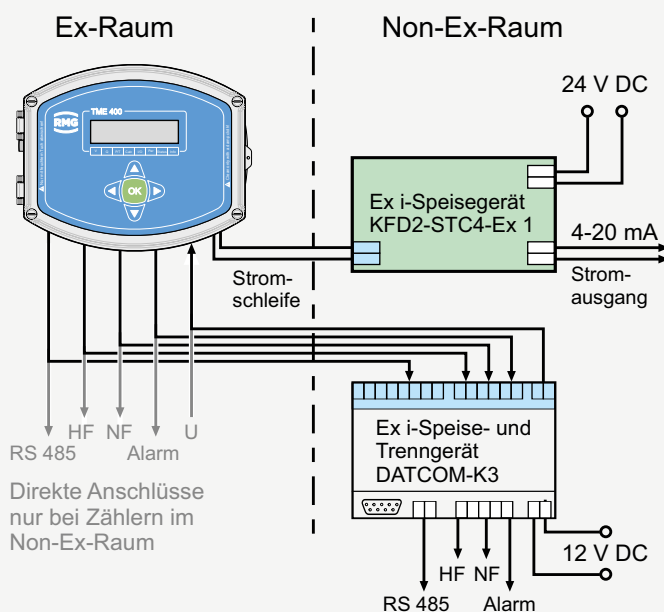 Ex-Raum
Non-Ex-Raum
24 V DC
RMG
TME 400
OK
Ex i-Speisegerät
KFD2-STC4-Ex 1
4-20 mA
Strom-
ausgang
Strom-
schleife
RS 485
HF
NF
Alarm
U
Direkte Anschlüsse
nur bei Zählern im
Non-Ex-Raum
Ex i-Speise- und
Trenngerät
DATCOM-K3
12 V DC
RS 485
HF
NF
Alarm